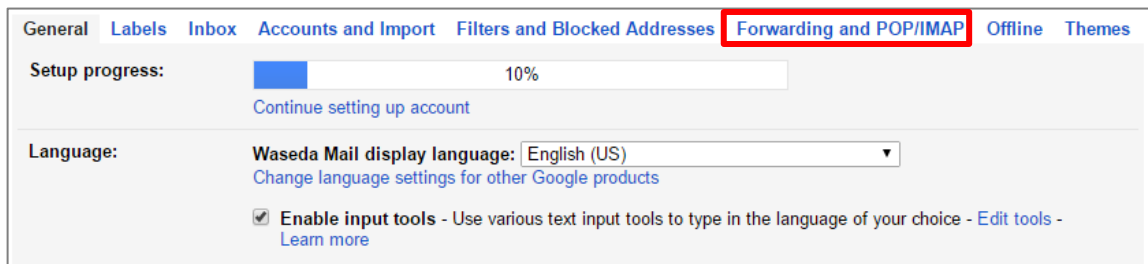 General Labels Inbox Accounts and Import Filters and Blocked Addresses Forwarding and POP/IMAP Offline Themes
Setup progress: 10%
Continue setting up account
Language: Waseda Mail display language: English (US)
Change language settings for other Google products
Enable input tools - Use various text input tools to type in the language of your choice - Edit tools -
Learn more